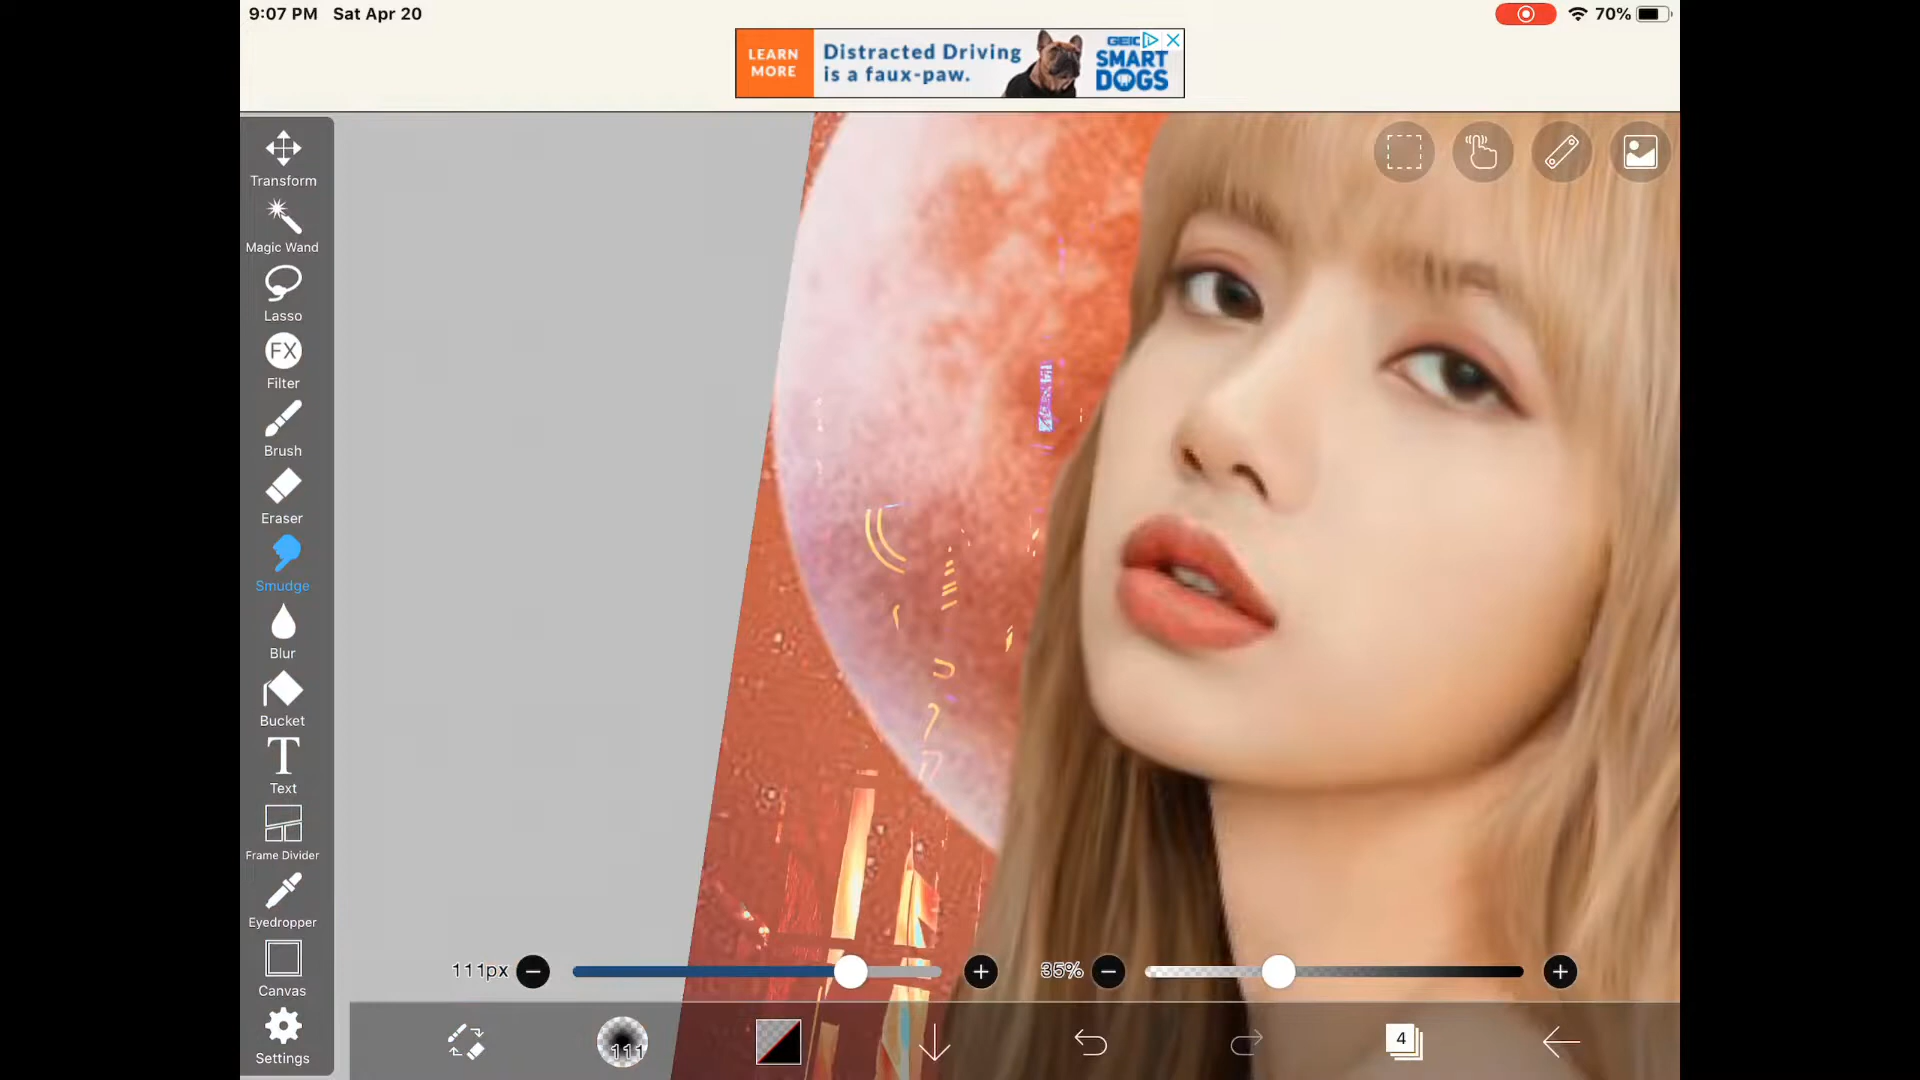 9:07 PM Sat Apr 20
70%
LEARN
MORE
Distracted Driving
is a faux-paw.
GEIC
SMART
DOGS
Transform
Magic Wand
Lasso
FX
Filter
Brush
Eraser
Smudge
Blur
Bucket
T
Text
Frame Divider
Eyedropper
Canvas
Settings
111px
35%
111
4